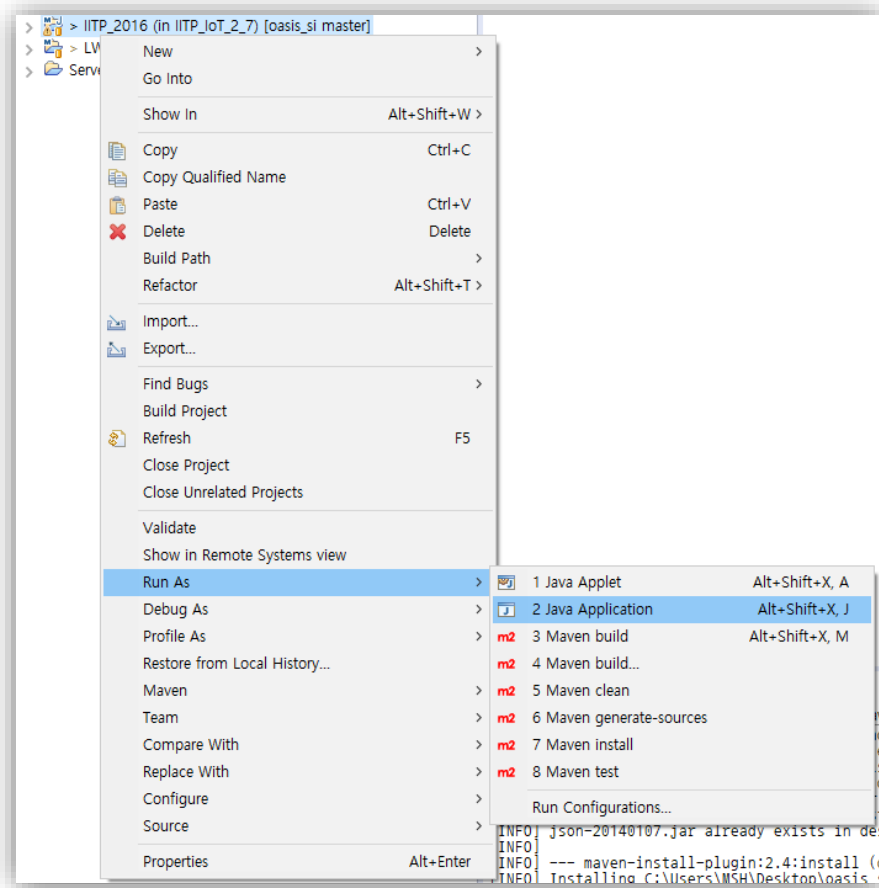 > IITP_2016 (in IITP_IoT_2_7) [oasis_si master]
> LW
Serve
New
Go Into
Show In Alt+Shift+W >
Copy Ctrl+C
Copy Qualified Name
Paste Ctrl+V
Delete Delete
Build Path
Refactor Alt+Shift+T >
Import...
Export...
Find Bugs
Build Project
Refresh F5
Close Project
Close Unrelated Projects
Validate
Show in Remote Systems view
Run As
Debug As
Profile As
Restore from Local History...
Maven
Team
Compare With
Replace With
Configure
Source
Properties Alt+Enter
1 Java Applet Alt+Shift+X, A
2 Java Application Alt+Shift+X, J
m2 3 Maven build Alt+Shift+X, M
m2 4 Maven build...
m2 5 Maven clean
m2 6 Maven generate-sources
m2 7 Maven install
m2 8 Maven test
Run Configurations...
[INFO] json-20140107.jar already exists in des
[INFO]
[INFO] --- maven-install-plugin:2.4:install (
[INFO] Installing C:\Users\MSH\Desktop\oasis